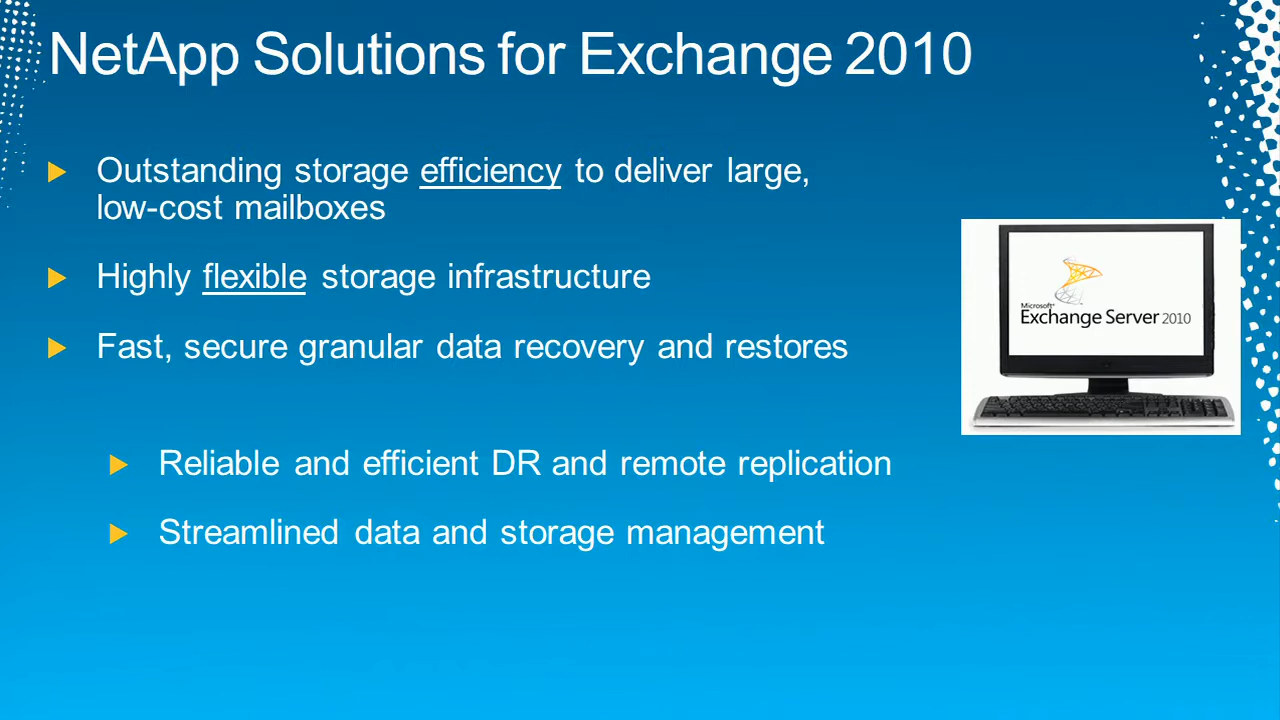 NetApp Solutions for Exchange 2010
Outstanding storage efficiency to deliver large,
low-cost mailboxes
Highly flexible storage infrastructure
Fast, secure granular data recovery and restores
Microsoft
Exchange Server 2010
Reliable and efficient DR and remote replication
Streamlined data and storage management